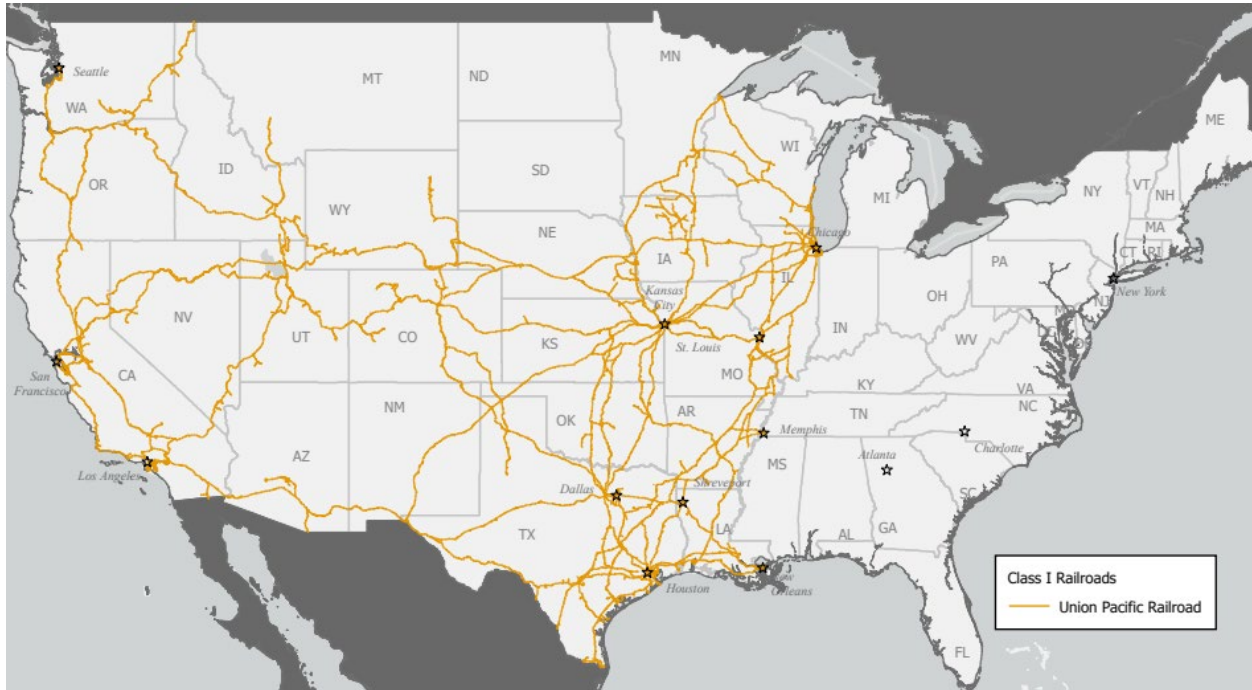 Seattle
WA
MT
ND
MN
ME
OR
ID
WY
SD
WI
MI
NY
VT
NH
MA
CT
RI
NE
IA
Chicago
IL
PA
NJ
New York
NV
UT
CO
KS
Kansas
City
St. Louis
MO
IN
OH
WV
San
Francisco
CA
KY
VA
NC
Los Angeles
AZ
NM
OK
AR
TN
Memphis
Charlotte
Atlanta
Dallas
Shreveport
MS
SC
TX
LA
AL
GA
Houston
New
Orleans
FL
Class I Railroads
Union Pacific Railroad